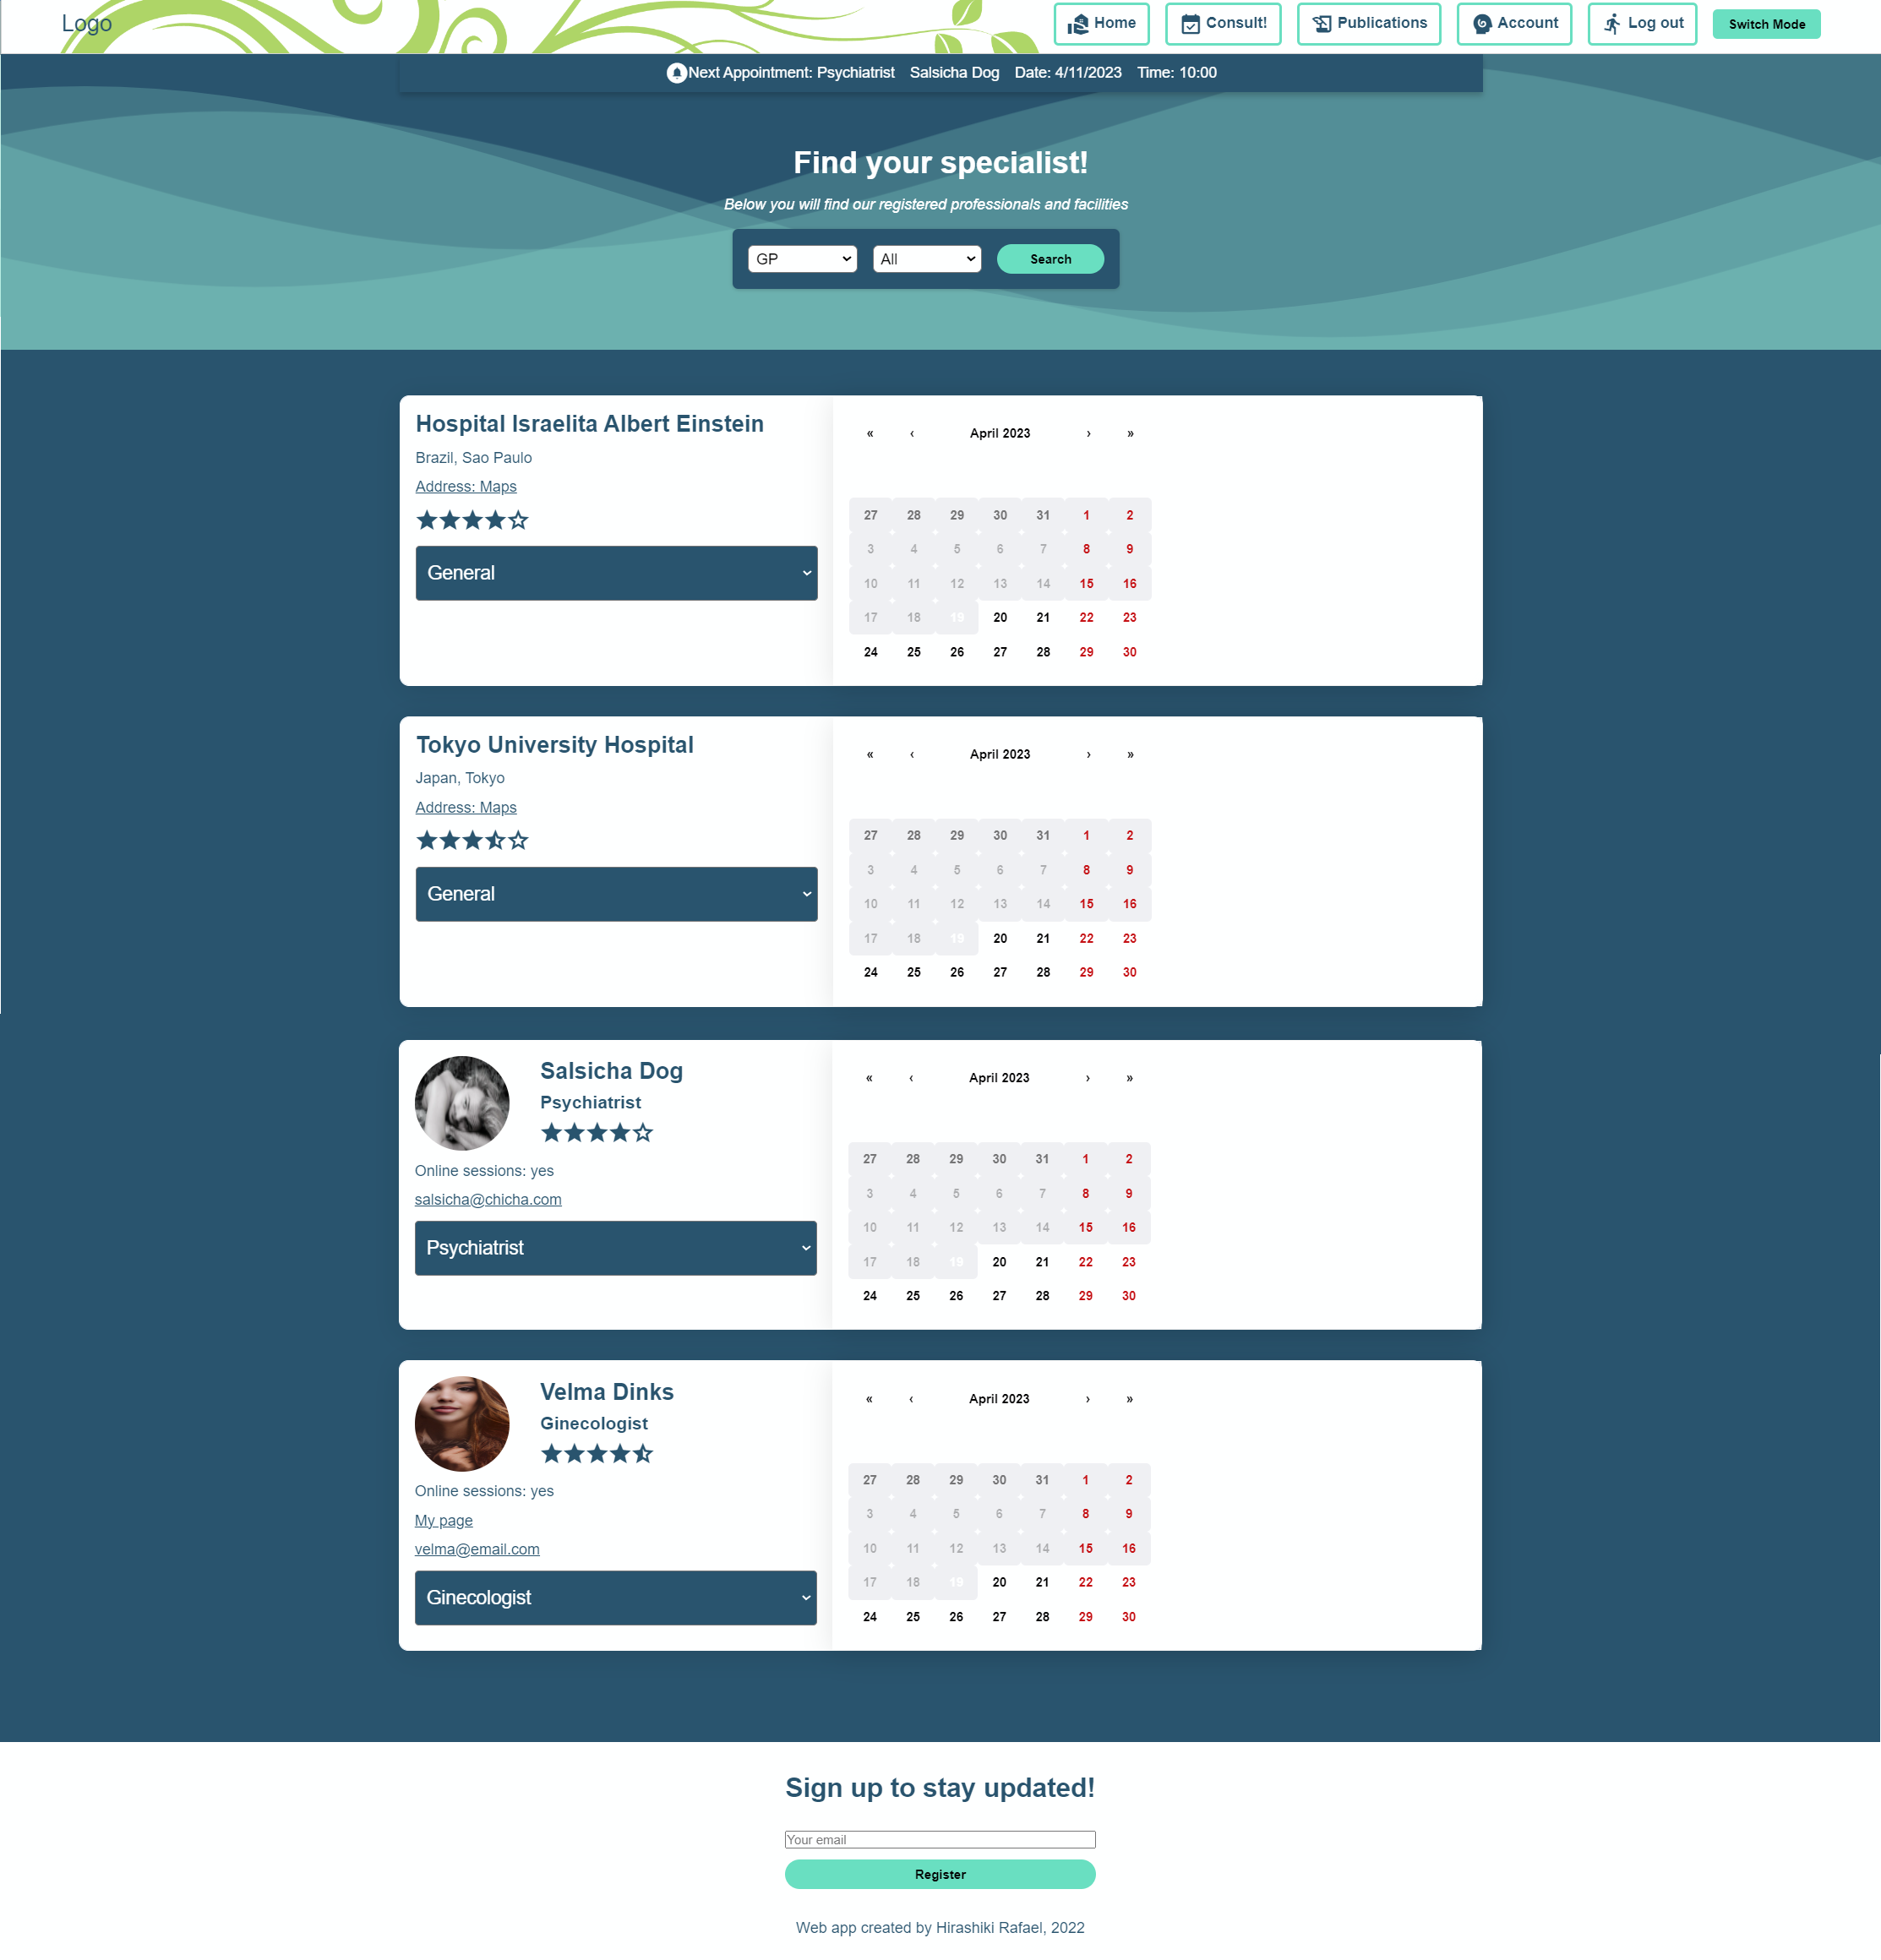 Logo
Home Consult! Publications Account Log out Switch Mode
Next Appointment: Psychiatrist Salsicha Dog Date: 4/11/2023 Time: 10:00
Find your specialist!
Below you will find our registered professionals and facilities
GP All Search
Hospital Israelita Albert Einstein
Brazil, Sao Paulo
Address: Maps
General
« ‹ April 2023 › »
27 28 29 30 31 1 2
3 4 5 6 7 8 9
10 11 12 13 14 15 16
17 18 19 20 21 22 23
24 25 26 27 28 29 30
Tokyo University Hospital
Japan, Tokyo
Address: Maps
General
« ‹ April 2023 › »
27 28 29 30 31 1 2
3 4 5 6 7 8 9
10 11 12 13 14 15 16
17 18 19 20 21 22 23
24 25 26 27 28 29 30
Salsicha Dog
Psychiatrist
Online sessions: yes
salsicha@chicha.com
Psychiatrist
« ‹ April 2023 › »
27 28 29 30 31 1 2
3 4 5 6 7 8 9
10 11 12 13 14 15 16
17 18 19 20 21 22 23
24 25 26 27 28 29 30
Velma Dinks
Ginecologist
Online sessions: yes
My page
velma@email.com
Ginecologist
« ‹ April 2023 › »
27 28 29 30 31 1 2
3 4 5 6 7 8 9
10 11 12 13 14 15 16
17 18 19 20 21 22 23
24 25 26 27 28 29 30
Sign up to stay updated!
Your email
Register
Web app created by Hirashiki Rafael, 2022